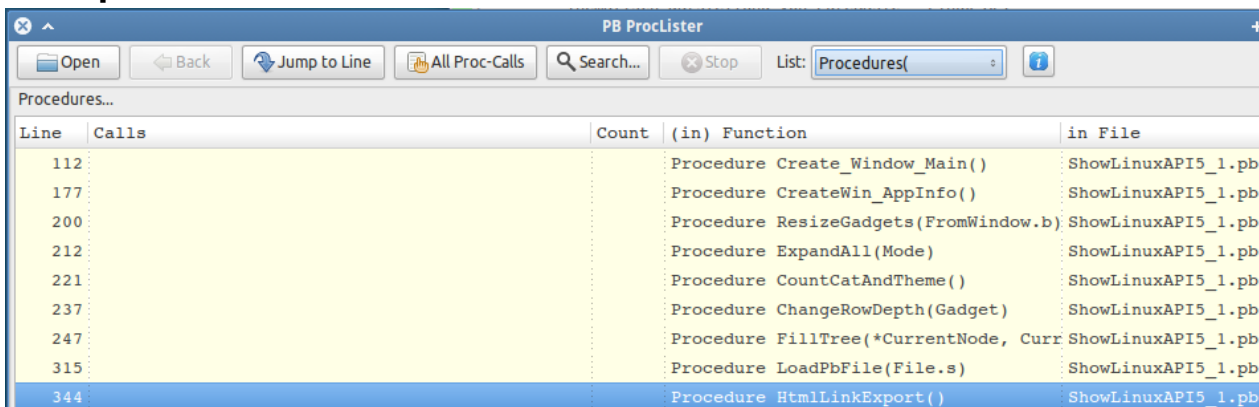 PB ProcLister
Open Back Jump to Line All Proc-Calls Search... Stop List: Procedures(
Procedures...
Line Calls Count (in) Function in File
112 Procedure Create_Window_Main() ShowLinuxAPI5_1.pb
177 Procedure CreateWin_AppInfo() ShowLinuxAPI5_1.pb
200 Procedure ResizeGadgets(FromWindow.b) ShowLinuxAPI5_1.pb
212 Procedure ExpandAll(Mode) ShowLinuxAPI5_1.pb
221 Procedure CountCatAndTheme() ShowLinuxAPI5_1.pb
237 Procedure ChangeRowDepth(Gadget) ShowLinuxAPI5_1.pb
247 Procedure FillTree(*CurrentNode, Curr ShowLinuxAPI5_1.pb
315 Procedure LoadPbFile(File.s) ShowLinuxAPI5_1.pb
344 Procedure HtmlLinkExport() ShowLinuxAPI5_1.pb